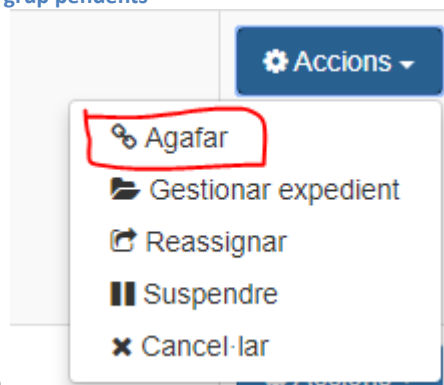 grup pendents
Accions
Agafar
Gestionar expedient
Reassignar
Suspendre
Cancel·lar